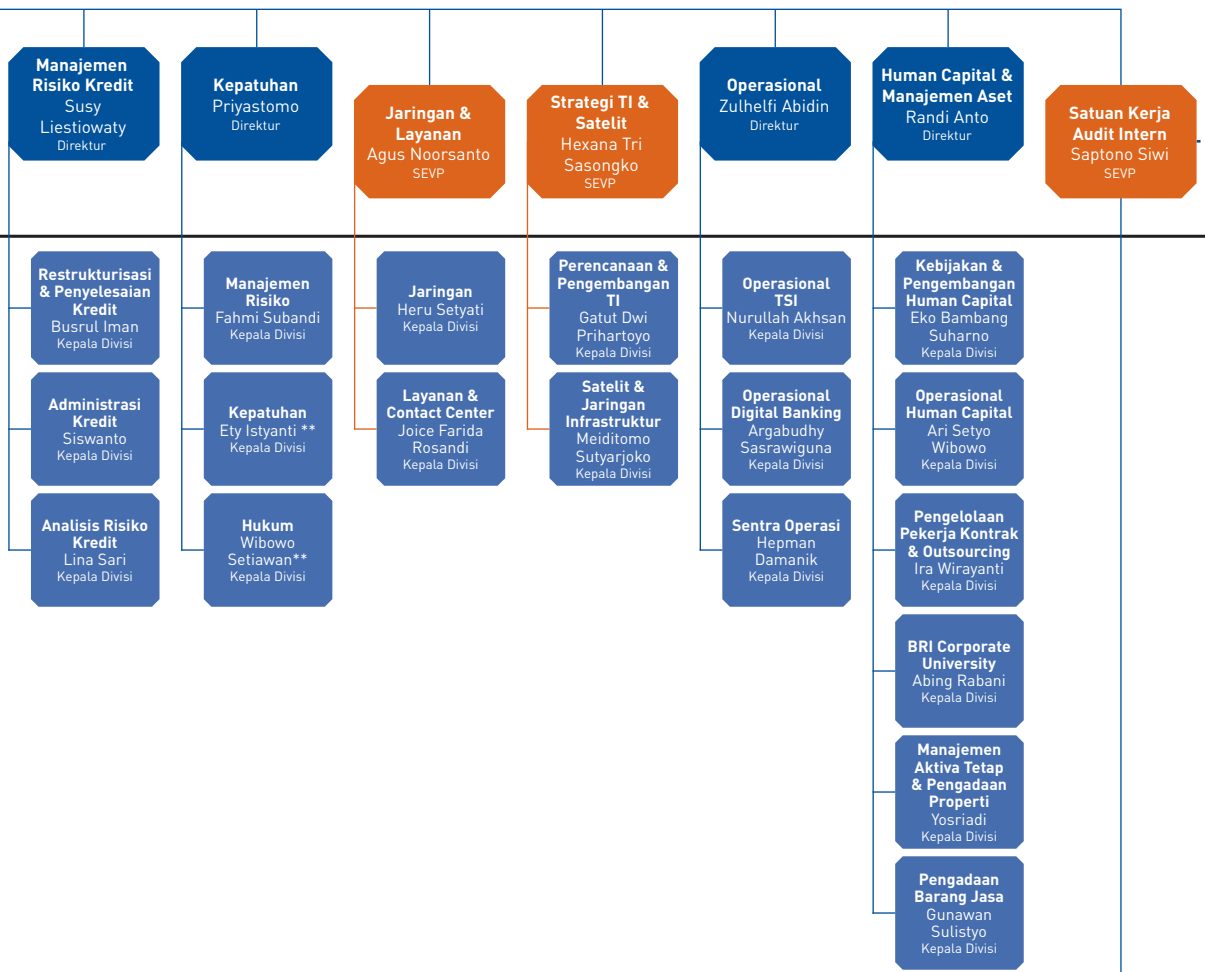 Manajemen
Risiko Kredit
Susy
Liestiowaty
Direktur
Kepatuhan
Priyastomo
Direktur
Jaringan &
Layanan
Agus Noorsanto
SEVP
Strategi TI &
Satelit
Hexana Tri
Sasongko
SEVP
Operasional
Zulhelfi Abidin
Direktur
Human Capital &
Manajemen Aset
Randi Anto
Direktur
Satuan Kerja
Audit Intern
Saptono Siwi
SEVP
Restrukturisasi
& Penyelesaian
Kredit
Busrul Iman
Kepala Divisi
Administrasi
Kredit
Siswanto
Kepala Divisi
Analisis Risiko
Kredit
Lina Sari
Kepala Divisi
Manajemen
Risiko
Fahmi Subandi
Kepala Divisi
Kepatuhan
Ety Istyanti **
Kepala Divisi
Hukum
Wibowo
Setiawan**
Kepala Divisi
Jaringan
Heru Setyati
Kepala Divisi
Layanan &
Contact Center
Joice Farida
Rosandi
Kepala Divisi
Perencanaan &
Pengembangan
TI
Gatut Dwi
Prihartoyo
Kepala Divisi
Satelit &
Jaringan
Infrastruktur
Meiditomo
Sutyarjoko
Kepala Divisi
Operasional
TSI
Nurullah Akhsan
Kepala Divisi
Operasional
Digital Banking
Argabudhy
Sasrawiguna
Kepala Divisi
Sentra Operasi
Hepman
Damanik
Kepala Divisi
Kebijakan &
Pengembangan
Human Capital
Eko Bambang
Suharno
Kepala Divisi
Operasional
Human Capital
Ari Setyo
Wibowo
Kepala Divisi
Pengelolaan
Pekerja Kontrak
& Outsourcing
Ira Wirayanti
Kepala Divisi
BRI Corporate
University
Abing Rabani
Kepala Divisi
Manajemen
Aktiva Tetap
& Pengadaan
Properti
Yosriadi
Kepala Divisi
Pengadaan
Barang Jasa
Gunawan
Sulistyo
Kepala Divisi